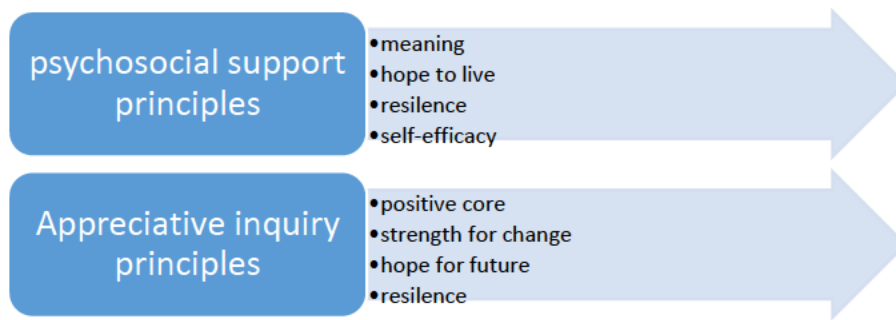 psychosocial support
principles
•meaning
•hope to live
•resilence
•self-efficacy
Appreciative inquiry
principles
•positive core
•strength for change
•hope for future
•resilence